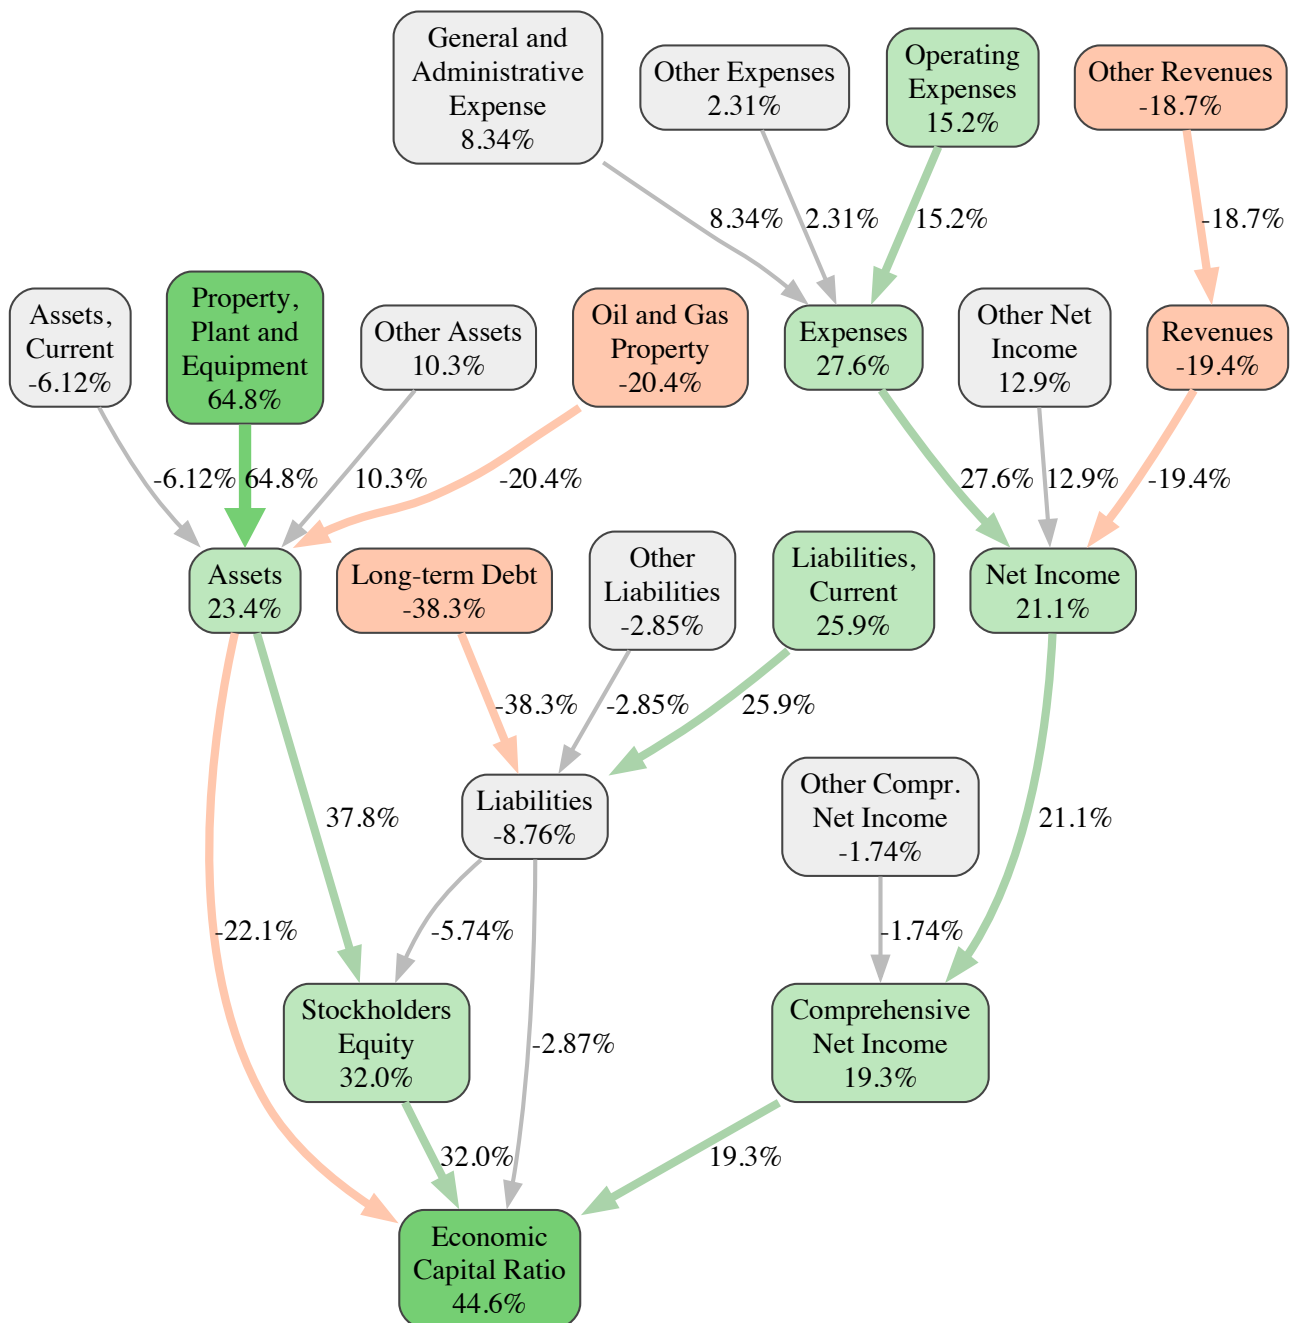 General and
Administrative
Expense
8.34%
Other Expenses
2.31%
Operating
Expenses
15.2%
Other Revenues
-18.7%
8.34%
2.31%
15.2%
-18.7%
Assets,
Current
-6.12%
Property,
Plant and
Equipment
64.8%
Other Assets
10.3%
Oil and Gas
Property
-20.4%
Expenses
27.6%
Other Net
Income
12.9%
Revenues
-19.4%
-6.12%
64.8%
10.3%
-20.4%
27.6%
12.9%
-19.4%
Assets
23.4%
Long-term Debt
-38.3%
Other
Liabilities
-2.85%
Liabilities,
Current
25.9%
Net Income
21.1%
-38.3%
-2.85%
25.9%
Liabilities
-8.76%
Other Compr.
Net Income
-1.74%
37.8%
21.1%
-22.1%
-5.74%
-1.74%
Stockholders
Equity
32.0%
-2.87%
Comprehensive
Net Income
19.3%
32.0%
19.3%
Economic
Capital Ratio
44.6%